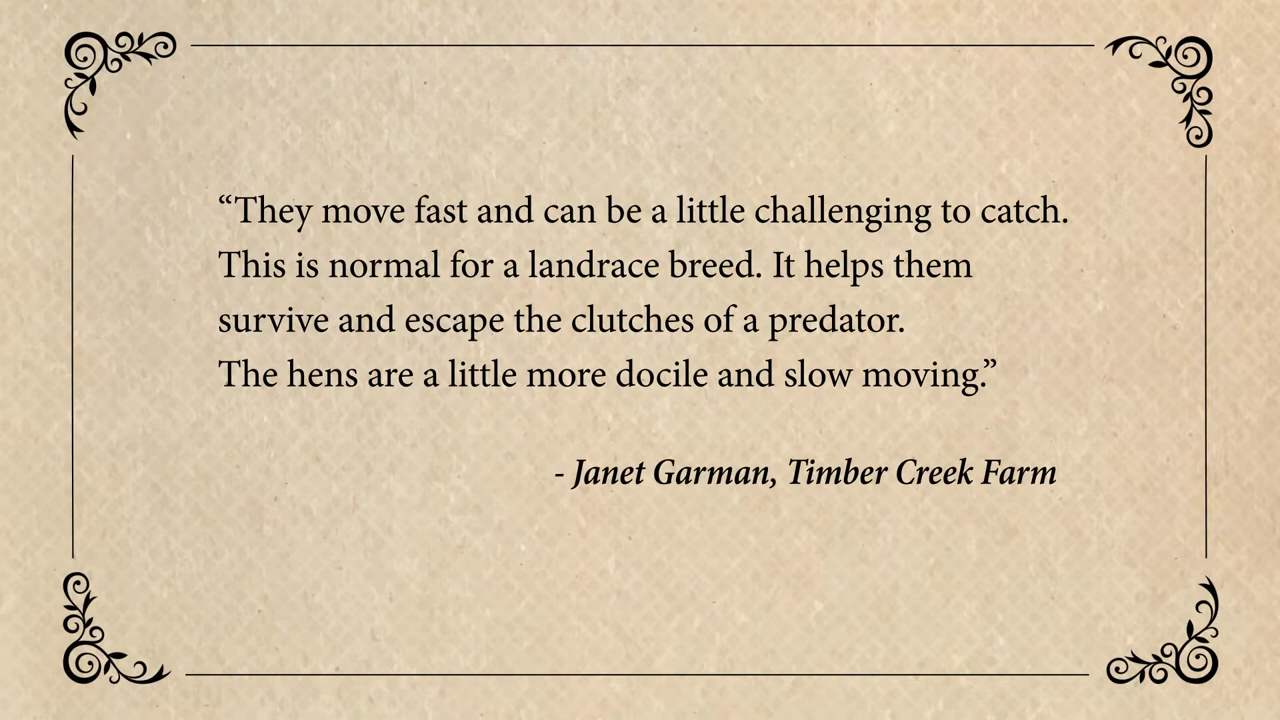 “They move fast and can be a little challenging to catch.
This is normal for a landrace breed. It helps them
survive and escape the clutches of a predator.
The hens are a little more docile and slow moving.”
- Janet Garman, Timber Creek Farm